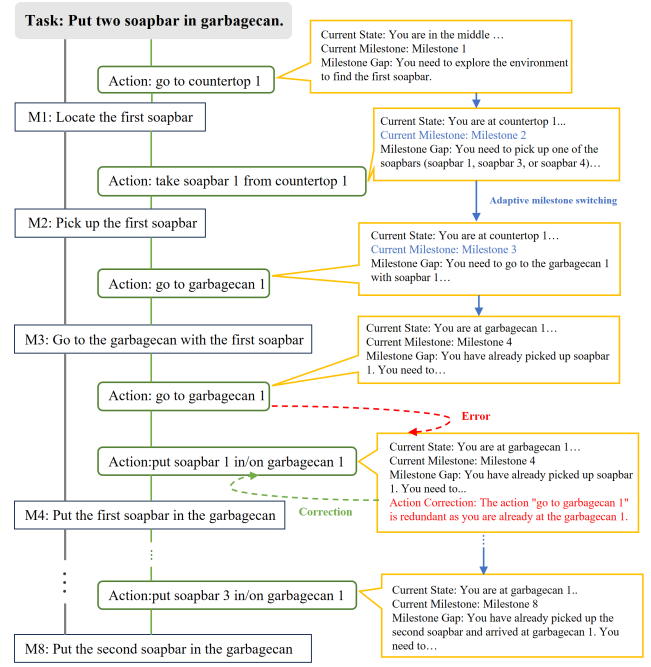 Task: Put two soapbar in garbagecan.
Current State: You are in the middle …
Current Milestone: Milestone 1
Milestone Gap: You need to explore the environment
to find the first soapbar.
Action: go to countertop 1
M1: Locate the first soapbar
Current State: You are at countertop 1...
Current Milestone: Milestone 2
Milestone Gap: You need to pick up one of the
soapbars (soapbar 1, soapbar 3, or soapbar 4)…
Action: take soapbar 1 from countertop 1
Adaptive milestone switching
M2: Pick up the first soapbar
Current State: You are at countertop 1…
Current Milestone: Milestone 3
Milestone Gap: You need to go to the garbagecan 1
with soapbar 1…
Action: go to garbagecan 1
M3: Go to the garbagecan with the first soapbar
Current State: You are at garbagecan 1…
Current Milestone: Milestone 4
Milestone Gap: You have already picked up soapbar
1. You need to…
Action: go to garbagecan 1
Error
Action:put soapbar 1 in/on garbagecan 1
Current State: You are at garbagecan 1…
Current Milestone: Milestone 4
Milestone Gap: You have already picked up soapbar
1. You need to...
Action Correction: The action "go to garbagecan 1"
is redundant as you are already at the garbagecan 1.
Correction
M4: Put the first soapbar in the garbagecan
Action:put soapbar 3 in/on garbagecan 1
Current State: You are at garbagecan 1..
Current Milestone: Milestone 8
Milestone Gap: You have already picked up the
second soapbar and arrived at garbagecan 1. You
need to…
M8: Put the second soapbar in the garbagecan